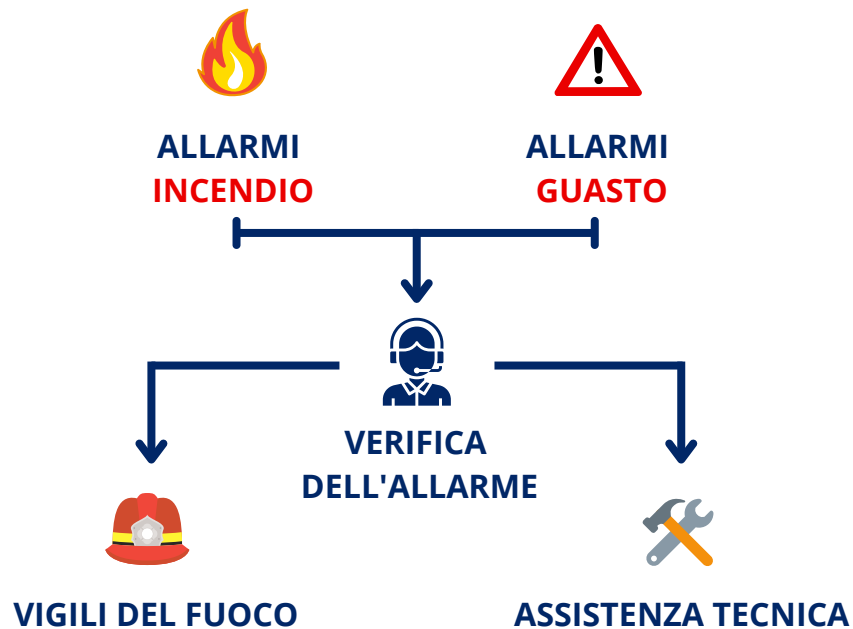 ALLARMI
INCENDIO
ALLARMI
GUASTO
VERIFICA
DELL'ALLARME
VIGILI DEL FUOCO
ASSISTENZA TECNICA